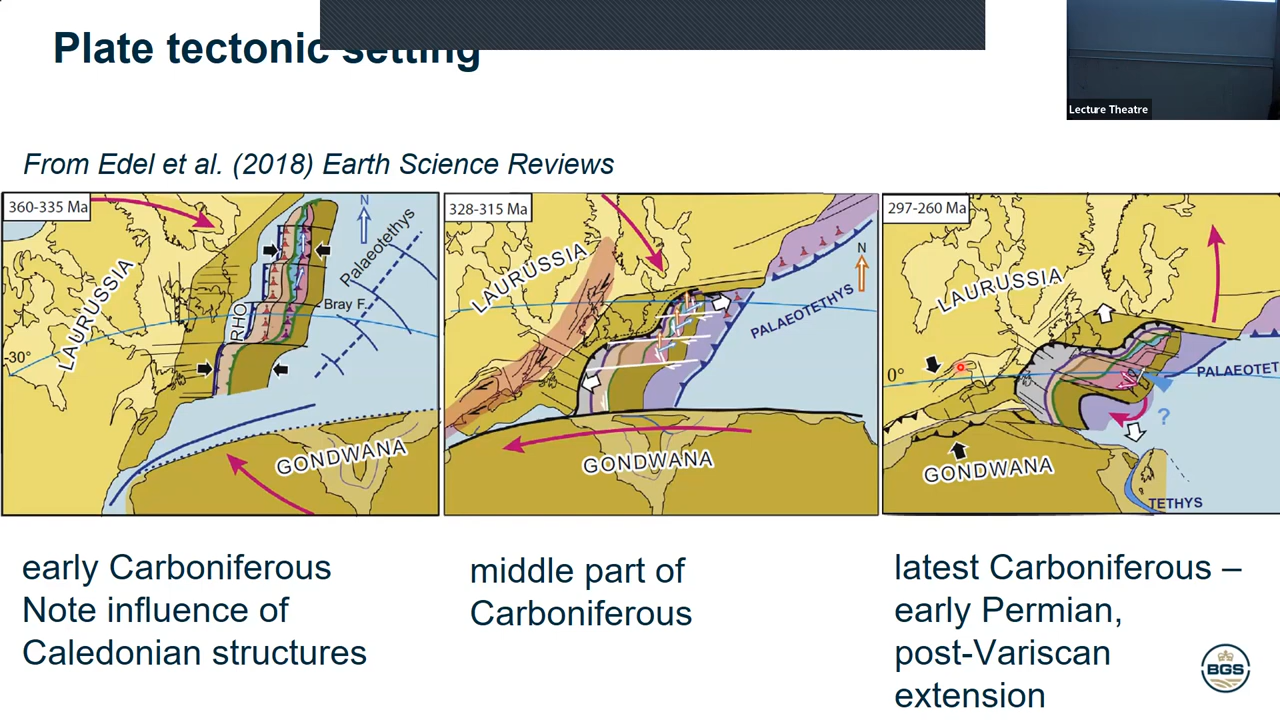 Plate tectonic setting
Lecture Theatre
From Edel et al. (2018) Earth Science Reviews
360-335 Ma
N
LAURUSSIA
Palaeotethys
Bray F.
RHO
-30°
GONDWANA
328-315 Ma
N
LAURUSSIA
PALAEOTETHYS
GONDWANA
297-260 Ma
LAURUSSIA
0°
PALAEOTET
?
GONDWANA
TETHYS
early Carboniferous
Note influence of
Caledonian structures
middle part of
Carboniferous
latest Carboniferous –
early Permian,
post-Variscan
extension
BGS